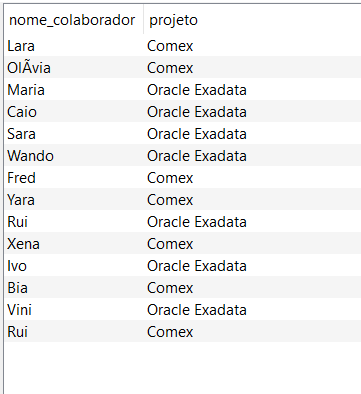 nome_colaborador projeto
Lara Comex
OlÃvia Comex
Maria Oracle Exadata
Caio Oracle Exadata
Sara Oracle Exadata
Wando Oracle Exadata
Fred Comex
Yara Comex
Rui Oracle Exadata
Xena Comex
Ivo Oracle Exadata
Bia Comex
Vini Oracle Exadata
Rui Comex